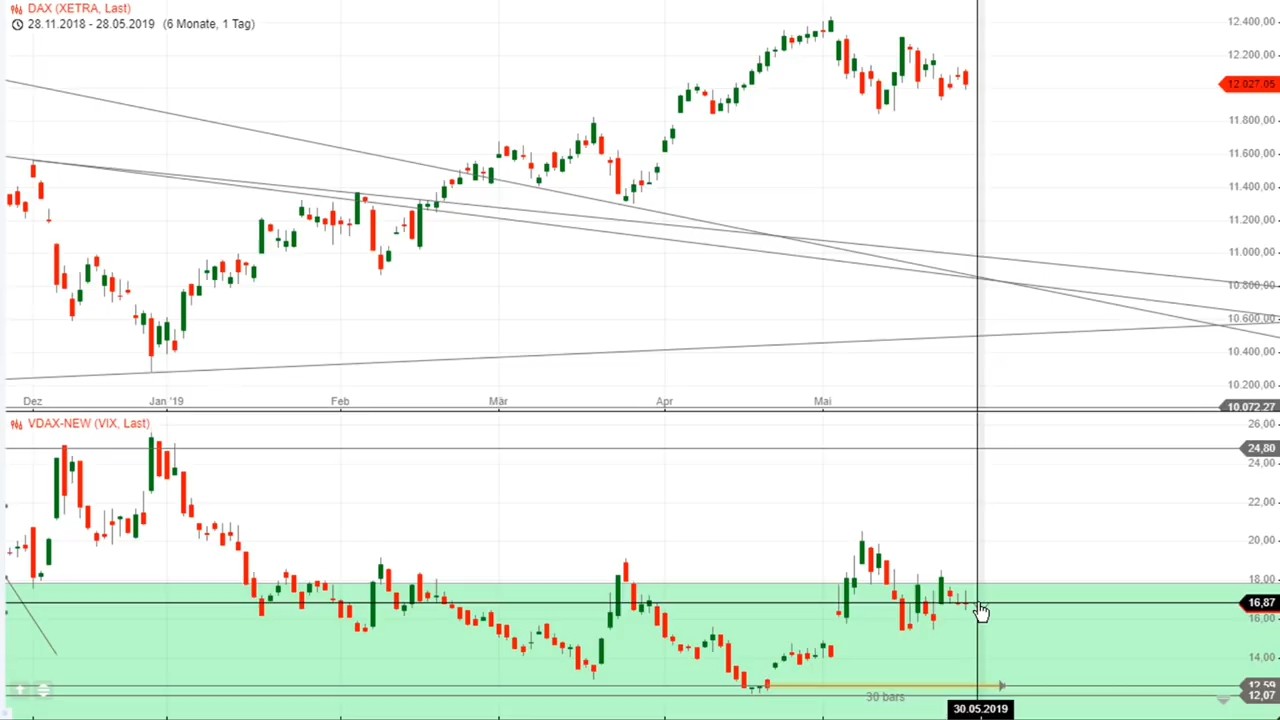 DAX (XETRA, Last)
28.11.2018 - 28.05.2019 (6 Monate, 1 Tag)
12.400,00
12.200,00
12.027,05
11.800,00
11.600,00
11.400,00
11.200,00
11.000,00
10.800,00
10.600,00
10.400,00
10.200,00
Dez
Jan '19
Feb
Mär
Apr
Mai
10.072,27
VDAX-NEW (VIX, Last)
26,00
24,80
24,00
22,00
20,00
18,00
16,87
16,00
14,00
12,59
12,07
30 bars
30.05.2019